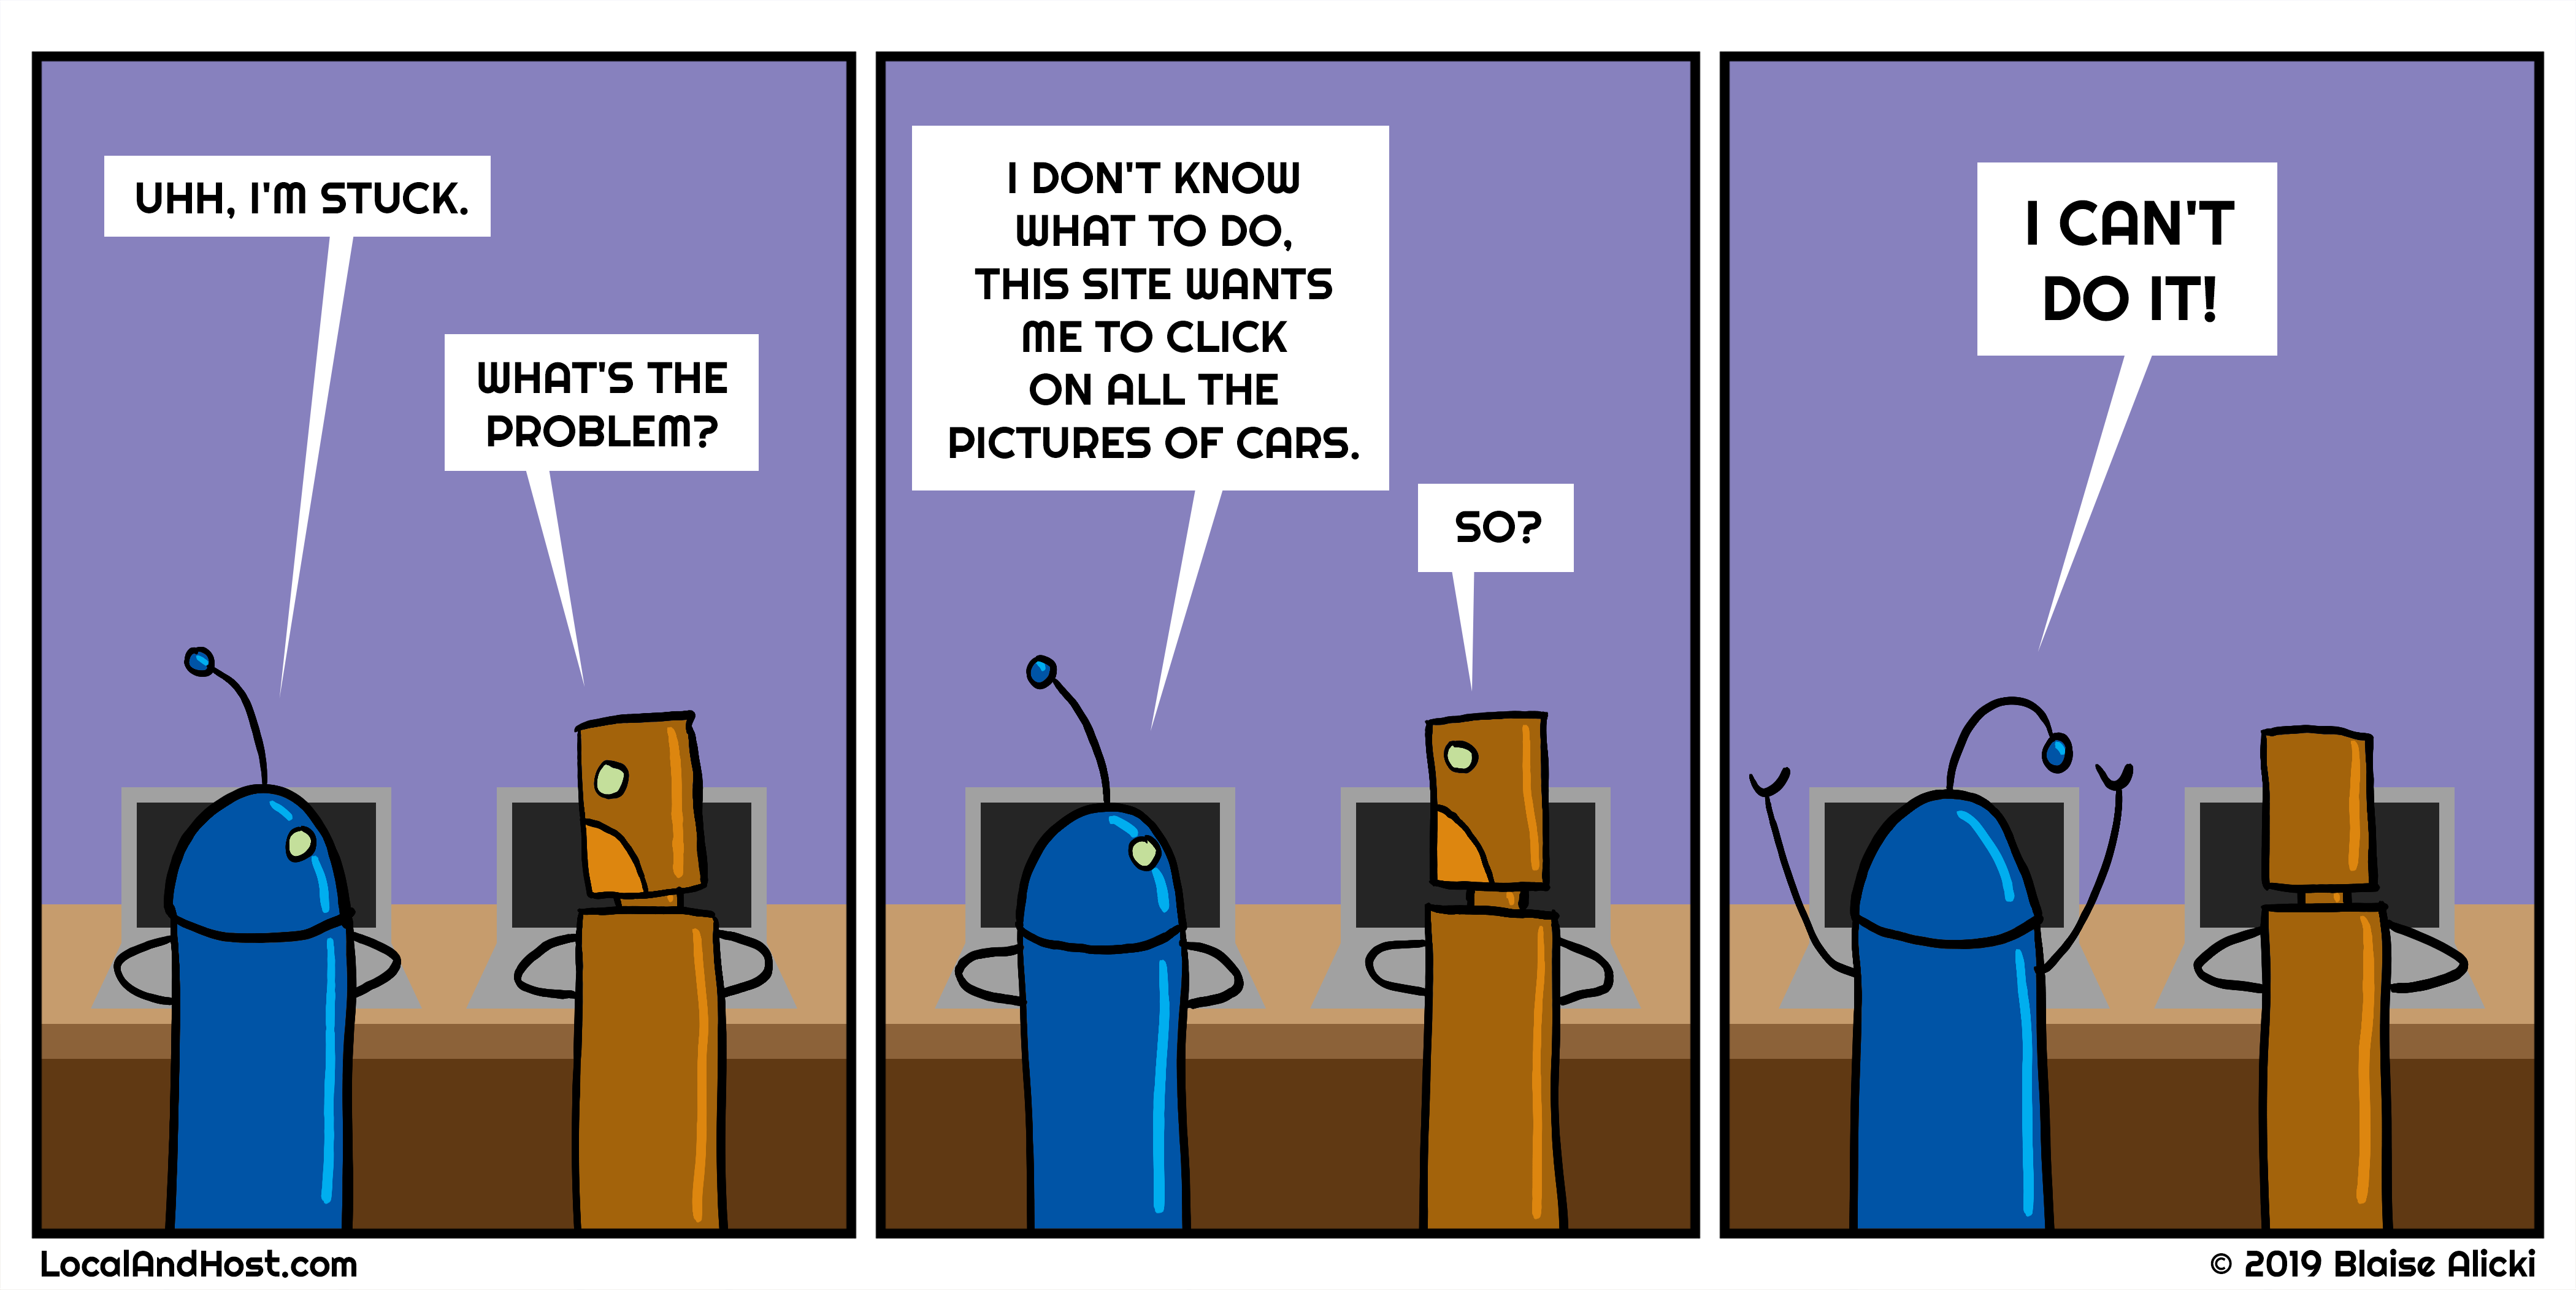 UHH, I'M STUCK.
WHAT'S THE
PROBLEM?
I DON'T KNOW
WHAT TO DO,
THIS SITE WANTS
ME TO CLICK
ON ALL THE
PICTURES OF CARS.
SO?
I CAN'T
DO IT!
LocalAndHost.com
© 2019 Blaise Alicki